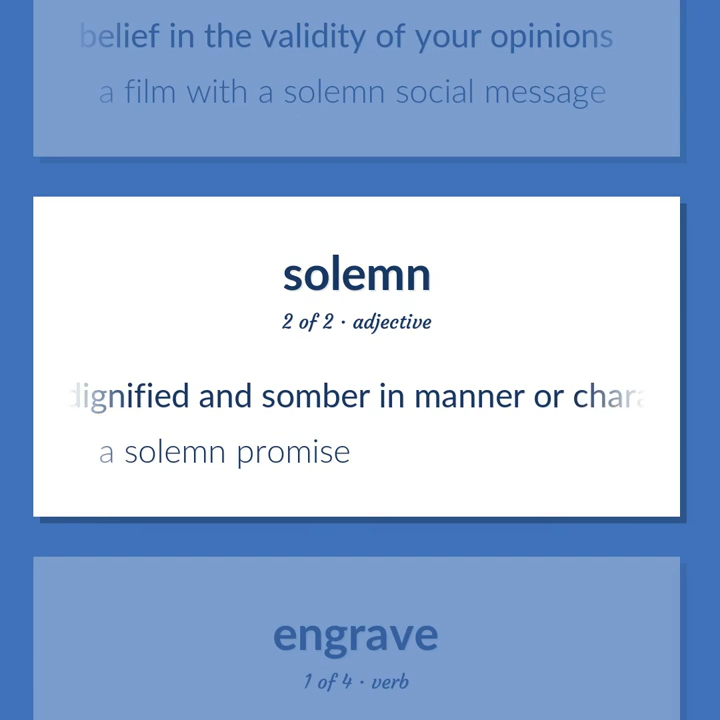 belief in the validity of your opinions
a film with a solemn social message
solemn
2 of 2 · adjective
dignified and somber in manner or chara
a solemn promise
engrave
1 of 4 · verb